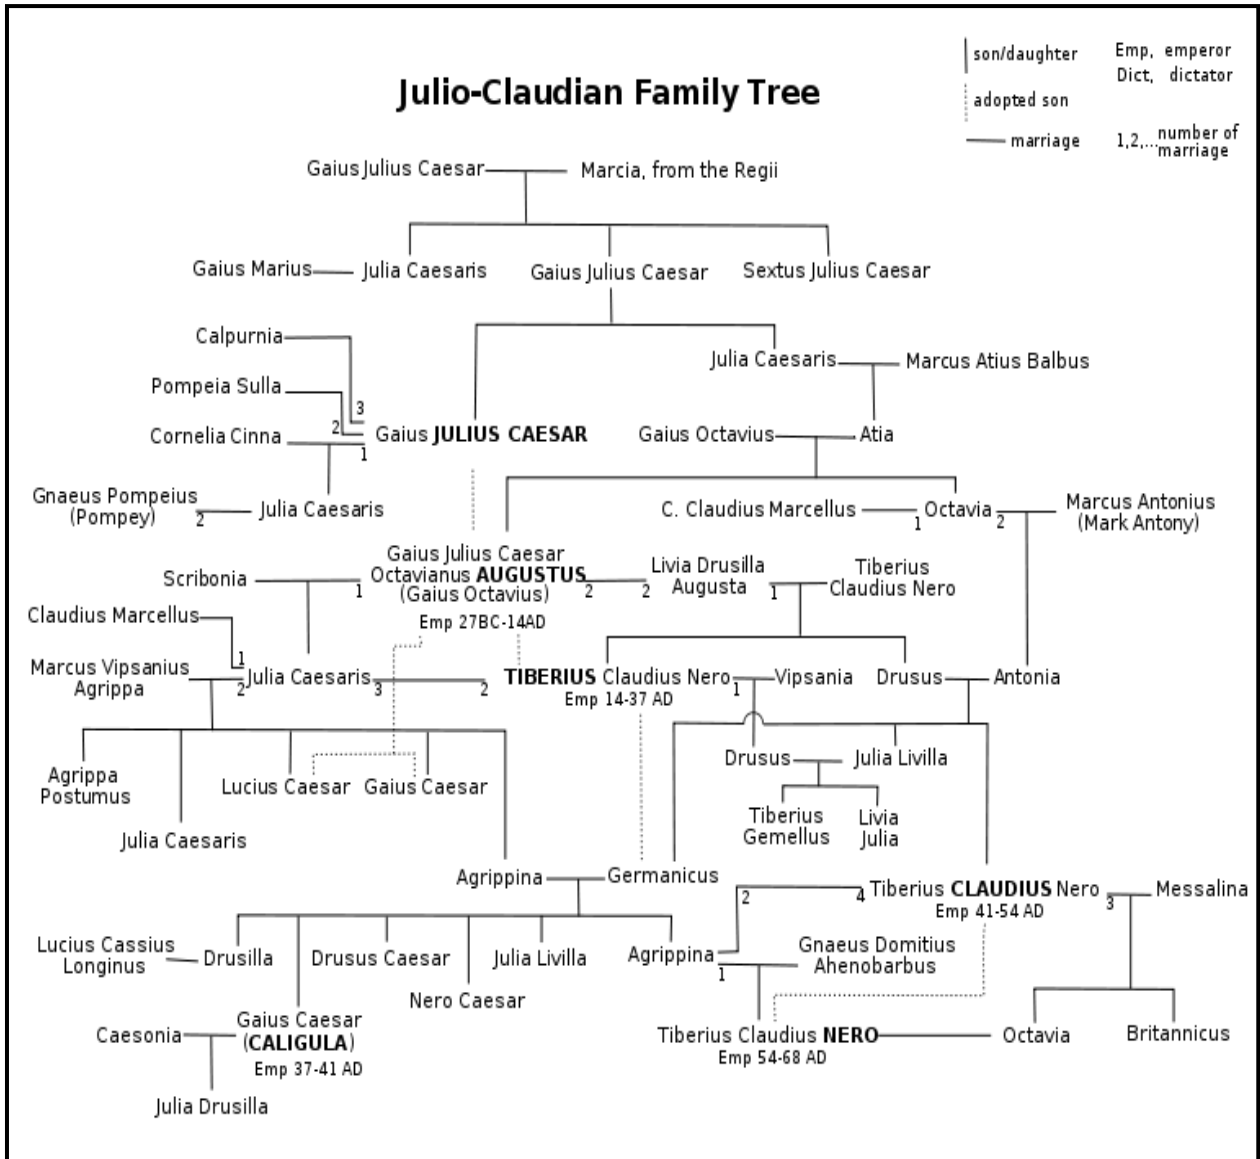 son/daughter Emp, emperor
Dict, dictator
Julio-Claudian Family Tree
adopted son
marriage 1,2,... number of
marriage
Gaius Julius Caesar Marcia, from the Regii
Gaius Marius Julia Caesaris Gaius Julius Caesar Sextus Julius Caesar
Calpurnia
Julia Caesaris Marcus Atius Balbus
Pompeia Sulla
3
2
Cornelia Cinna Gaius JULIUS CAESAR Gaius Octavius Atia
1
Gnaeus Pompeius
(Pompey)
2 Julia Caesaris C. Claudius Marcellus 1 Octavia 2 Marcus Antonius
(Mark Antony)
Scribonia 1 Gaius Julius Caesar
Octavianus AUGUSTUS
(Gaius Octavius)
Emp 27BC-14AD
2 2 Livia Drusilla
Augusta
1 Tiberius
Claudius Nero
Claudius Marcellus
1
Marcus Vipsanius
Agrippa
2 Julia Caesaris 3 2 TIBERIUS Claudius Nero 1 Vipsania Drusus Antonia
Emp 14-37 AD
Agrippa
Postumus
Lucius Caesar Gaius Caesar Drusus Julia Livilla
Tiberius
Gemellus
Livia
Julia
Julia Caesaris
Agrippina Germanicus 2 4 Tiberius CLAUDIUS Nero 3 Messalina
Emp 41-54 AD
Lucius Cassius
Longinus
Drusilla Drusus Caesar Julia Livilla Agrippina 1 Gnaeus Domitius
Ahenobarbus
Nero Caesar
Caesonia Gaius Caesar
(CALIGULA)
Emp 37-41 AD
Tiberius Claudius NERO Octavia Britannicus
Emp 54-68 AD
Julia Drusilla